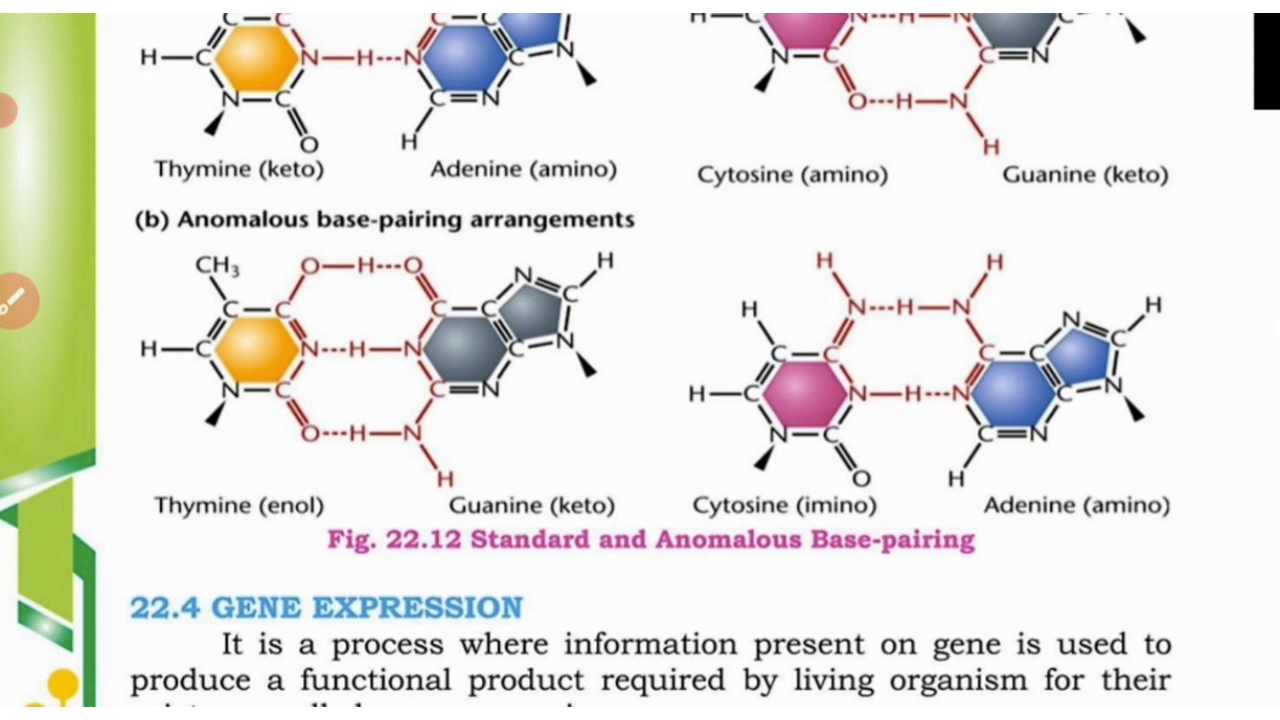 C C
H—C N—H---N C N
N—C C=N
O H
Thymine (keto) Adenine (amino)
H—C N---H—N
N—C C=N
O---H—N
H
Cytosine (amino) Guanine (keto)
(b) Anomalous base-pairing arrangements
CH3 O—H---O N H
C—C C—C C
H—C N---H—N C N
N—C C=N
O---H—N
H
Thymine (enol) Guanine (keto)
H H
H N---H—N N H
C—C C—C C
H—C N—H---N C N
N—C C=N
O H
Cytosine (imino) Adenine (amino)
Fig. 22.12 Standard and Anomalous Base-pairing
22.4 GENE EXPRESSION
It is a process where information present on gene is used to
produce a functional product required by living organism for their